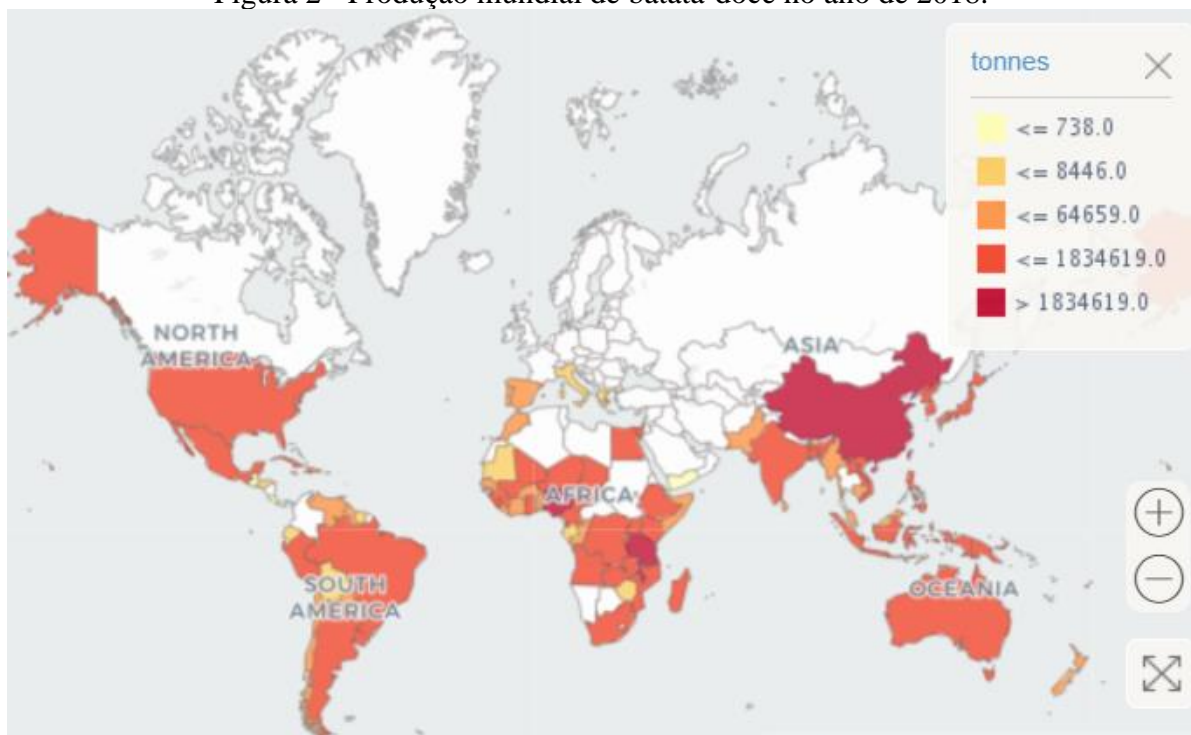 Figura 2 - Produção mundial de batata-doce no ano de 2018.
tonnes
<= 738.0
<= 8446.0
<= 64659.0
<= 1834619.0
> 1834619.0
NORTH
AMERICA
ASIA
AFRICA
SOUTH
AMERICA
OCEANIA